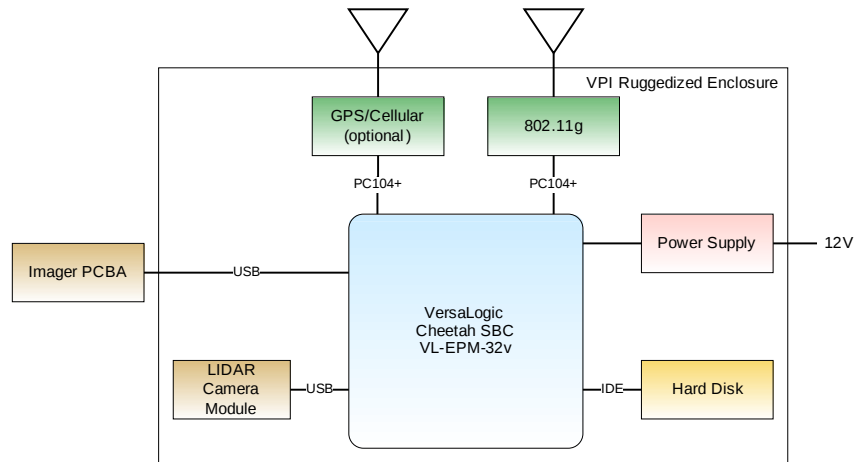 VPI Ruggedized Enclosure
GPS/Cellular
(optional)
802.11g
PC104+
PC104+
Imager PCBA
USB
Power Supply
12V
VersaLogic
Cheetah SBC
VL-EPM-32v
LIDAR
Camera
Module
USB
IDE
Hard Disk